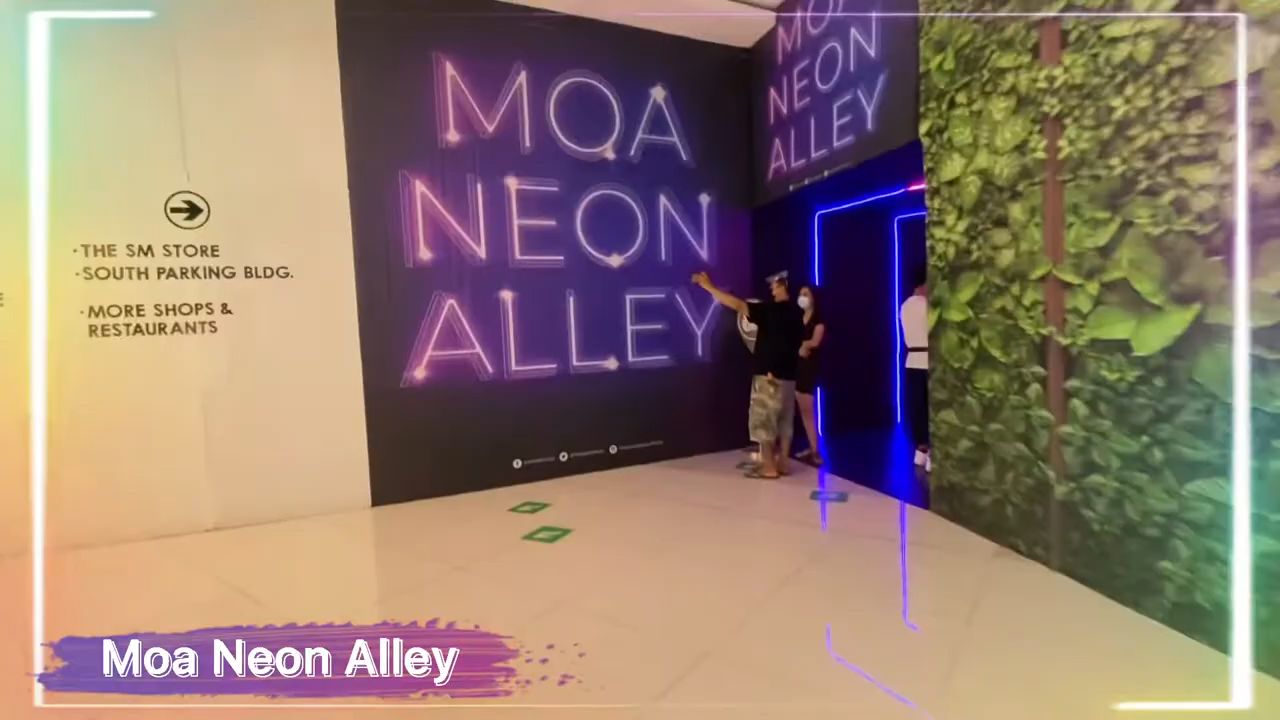 THE SM STORE
SOUTH PARKING BLDG.
MORE SHOPS &
RESTAURANTS
MOA
NEON
ALLEY
MOA
NEON
ALLEY
Moa Neon Alley